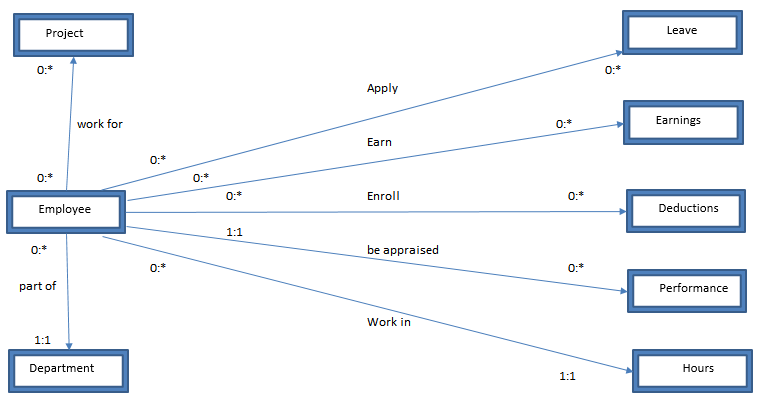 Project
Leave
0:*
0:*
Apply
Earnings
work for
0:*
Earn
0:*
0:*
0:*
0:*
Enroll
0:*
Employee
Deductions
1:1
0:*
be appraised
0:*
0:*
part of
Performance
Work in
1:1
Department
1:1
Hours